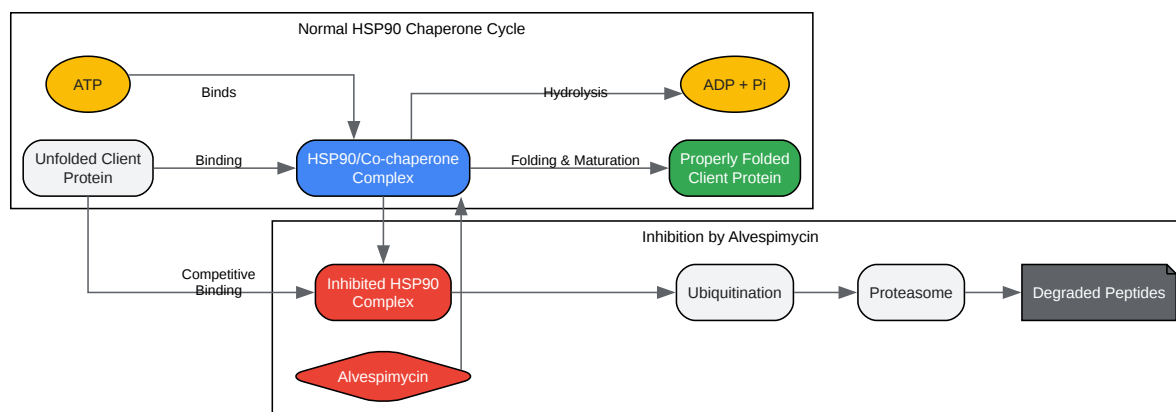 Normal HSP90 Chaperone Cycle
ATP
Binds
Hydrolysis
ADP + Pi
Unfolded Client
Protein
Binding
HSP90/Co-chaperone
Complex
Folding & Maturation
Properly Folded
Client Protein
Inhibition by Alvespimycin
Competitive
Binding
Inhibited HSP90
Complex
Ubiquitination
Proteasome
Degraded Peptides
Alvespimycin